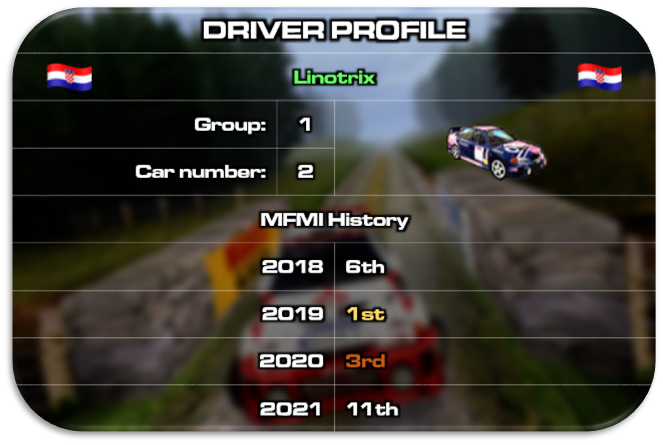 DRIVER PROFILE
Linotrix
Group: 1
Car number: 2
MFMI History
2018 6th
2019 1st
2020 3rd
2021 11th